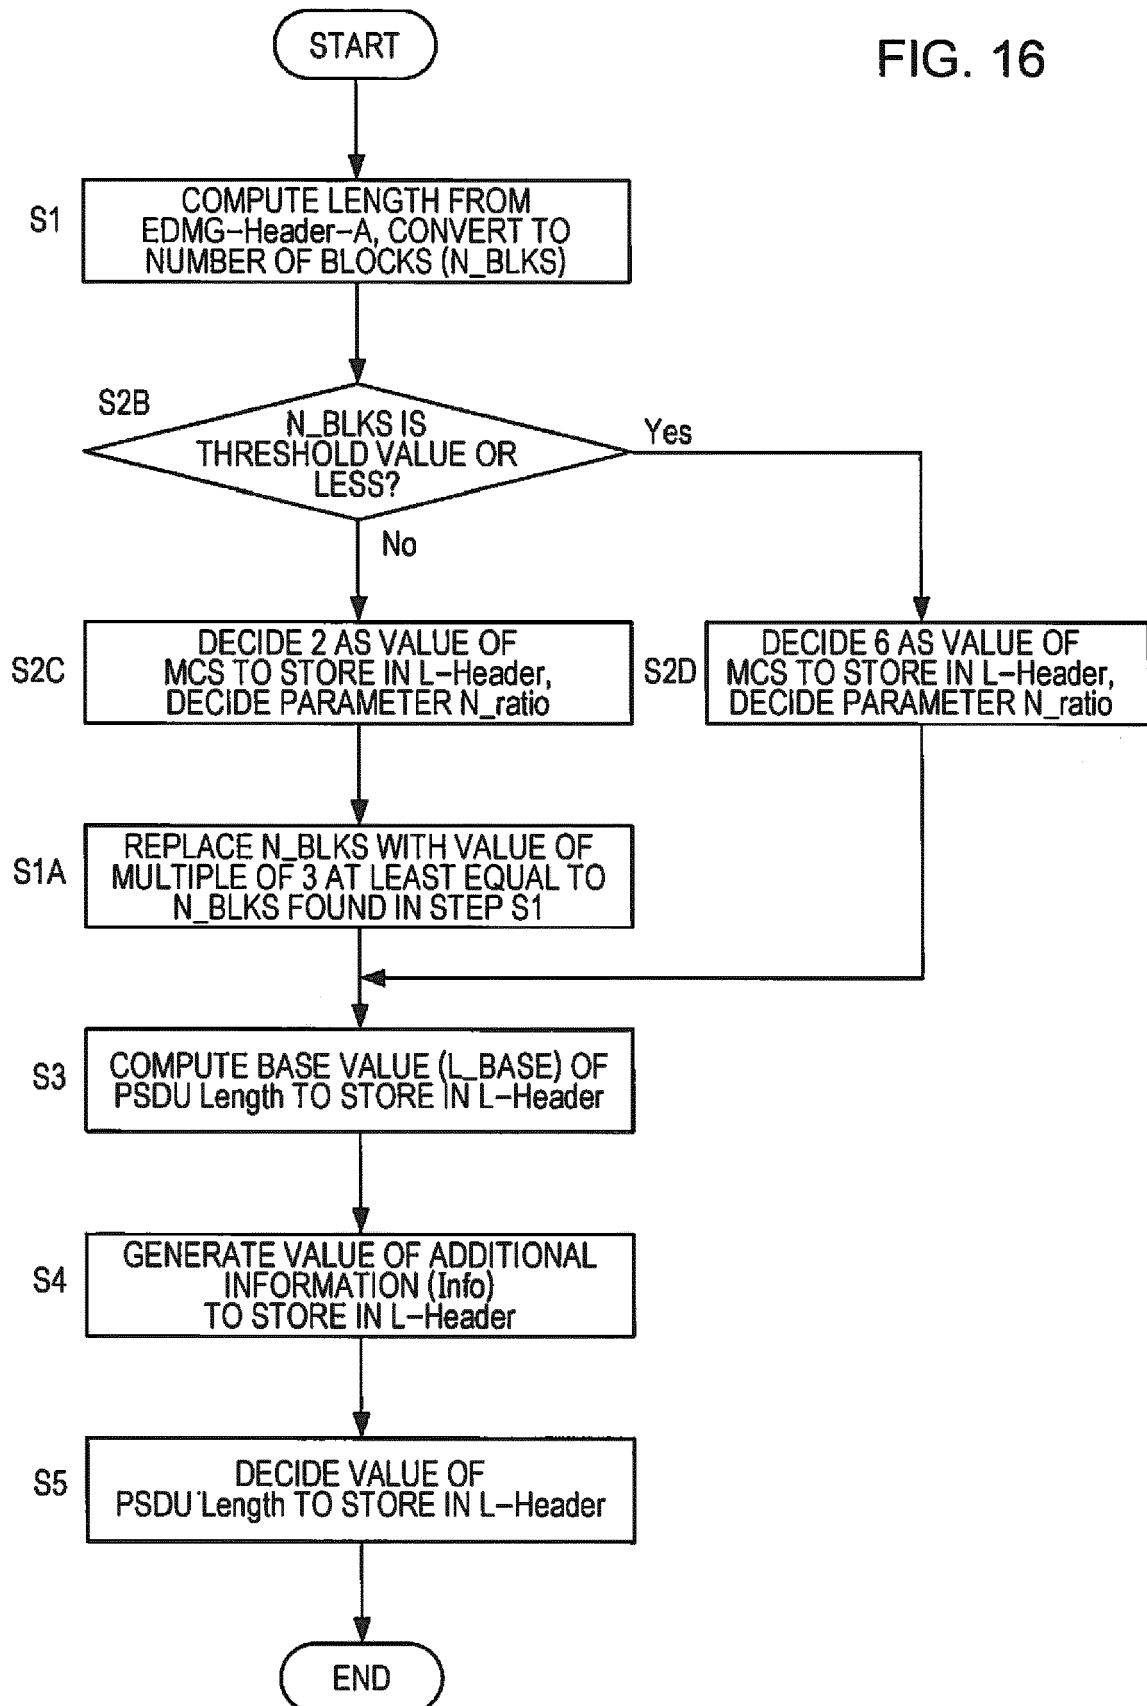 START
FIG. 16
S1
COMPUTE LENGTH FROM
EDMG-Header-A, CONVERT TO
NUMBER OF BLOCKS (N_BLKS)
S2B
N_BLKS IS
THRESHOLD VALUE OR
LESS?
Yes
No
S2C
DECIDE 2 AS VALUE OF
MCS TO STORE IN L-Header,
DECIDE PARAMETER N_ratio
S2D
DECIDE 6 AS VALUE OF
MCS TO STORE IN L-Header,
DECIDE PARAMETER N_ratio
S1A
REPLACE N_BLKS WITH VALUE OF
MULTIPLE OF 3 AT LEAST EQUAL TO
N_BLKS FOUND IN STEP S1
S3
COMPUTE BASE VALUE (L_BASE) OF
PSDU Length TO STORE IN L-Header
S4
GENERATE VALUE OF ADDITIONAL
INFORMATION (Info)
TO STORE IN L-Header
S5
DECIDE VALUE OF
PSDU Length TO STORE IN L-Header
END